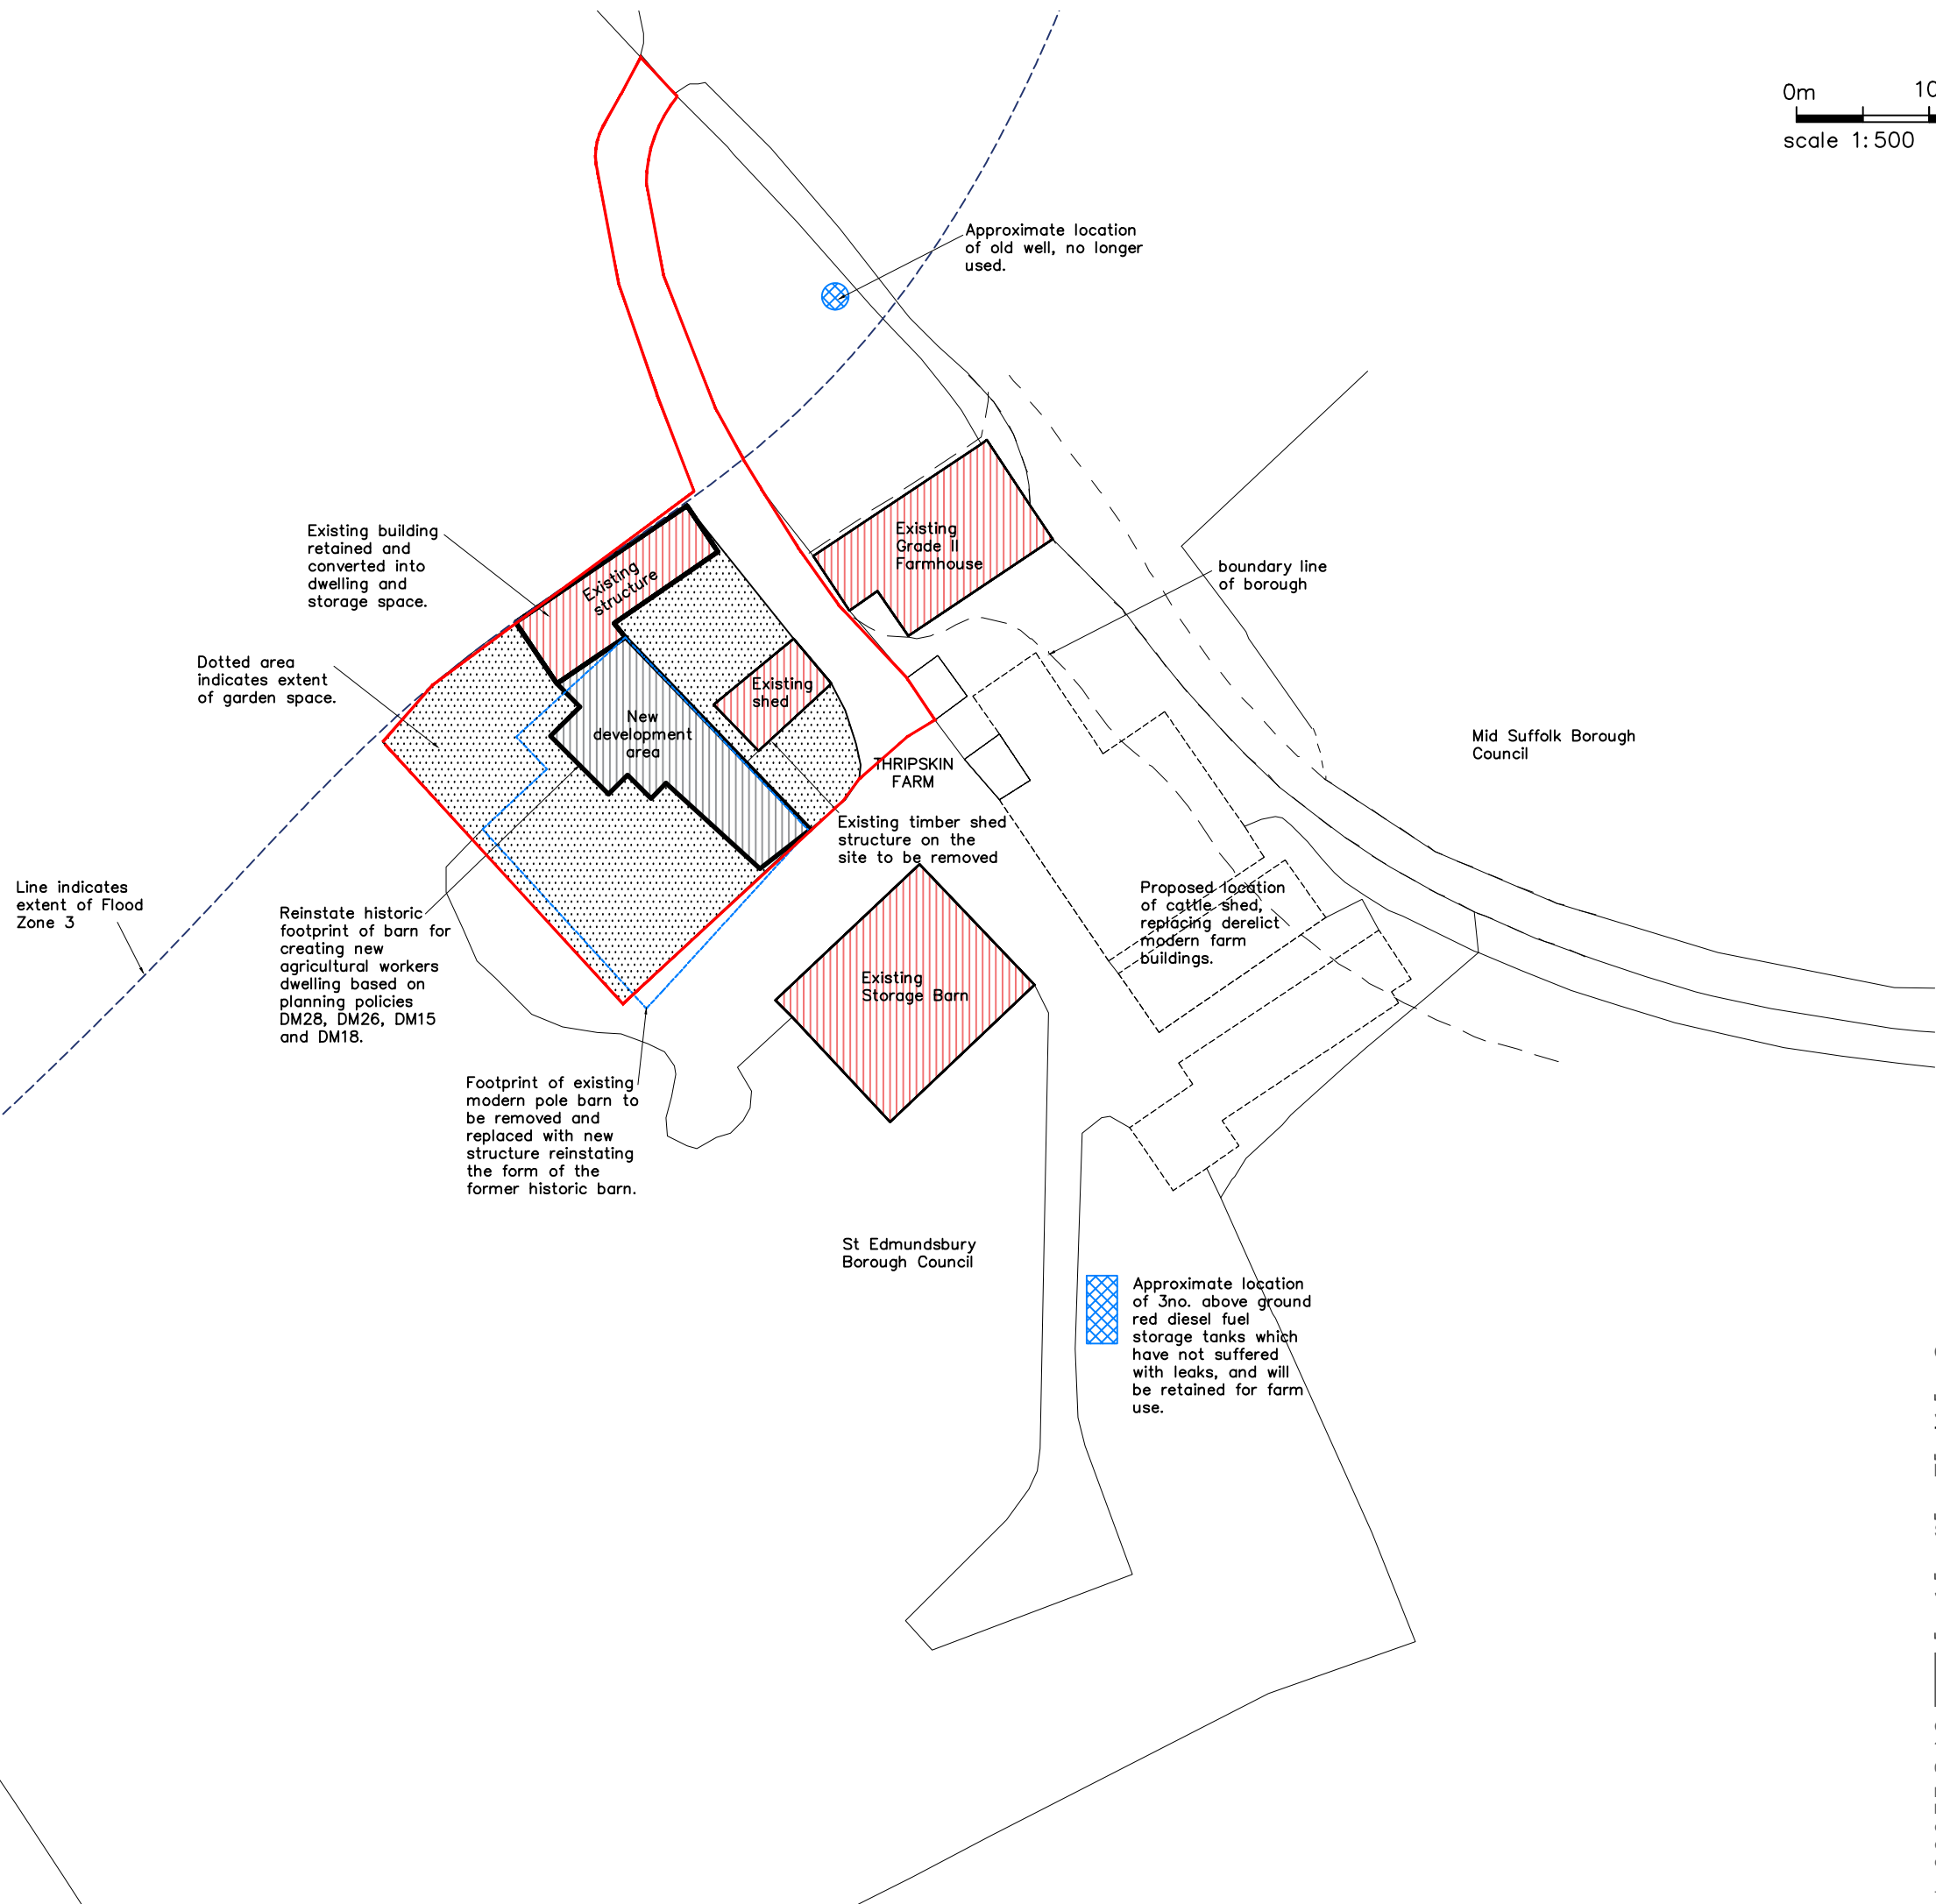 0m
10
scale 1:500
Approximate location
of old well, no longer
used.
Existing building
retained and
converted into
dwelling and
storage space.
Existing
structure
Existing
Grade II
Farmhouse
boundary line
of borough
Dotted area
indicates extent
of garden space.
Existing
shed
New
development
area
Mid Suffolk Borough
Council
THRIPSKIN
FARM
Existing timber shed
structure on the
site to be removed
Line indicates
extent of Flood
Zone 3
Reinstate historic
footprint of barn for
creating new
agricultural workers
dwelling based on
planning policies
DM28, DM26, DM15
and DM18.
Proposed location
of cattle shed,
replacing derelict
modern farm
buildings.
Existing
Storage Barn
Footprint of existing
modern pole barn to
be removed and
replaced with new
structure reinstating
the form of the
former historic barn.
St Edmundsbury
Borough Council
Approximate location
of 3no. above ground
red diesel fuel
storage tanks which
have not suffered
with leaks, and will
be retained for farm
use.